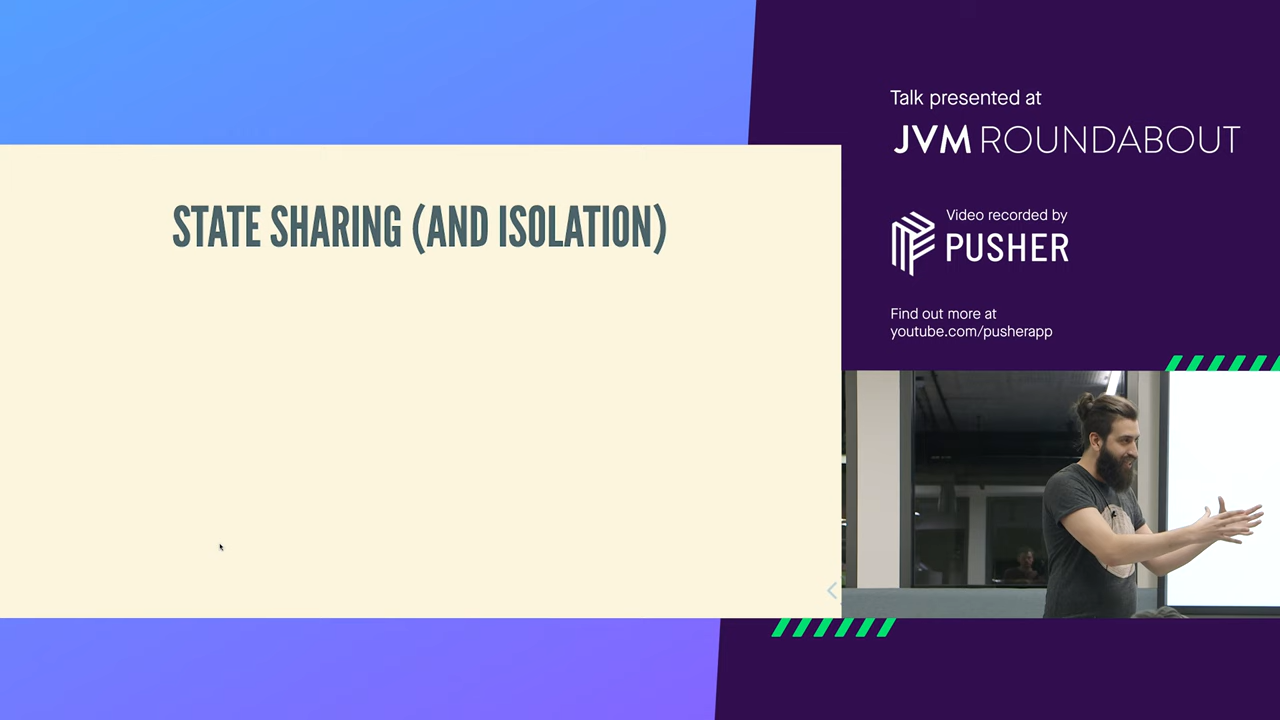 STATE SHARING (AND ISOLATION)
Talk presented at
JVM ROUNDABOUT
Video recorded by
PUSHER
Find out more at
youtube.com/pusherapp